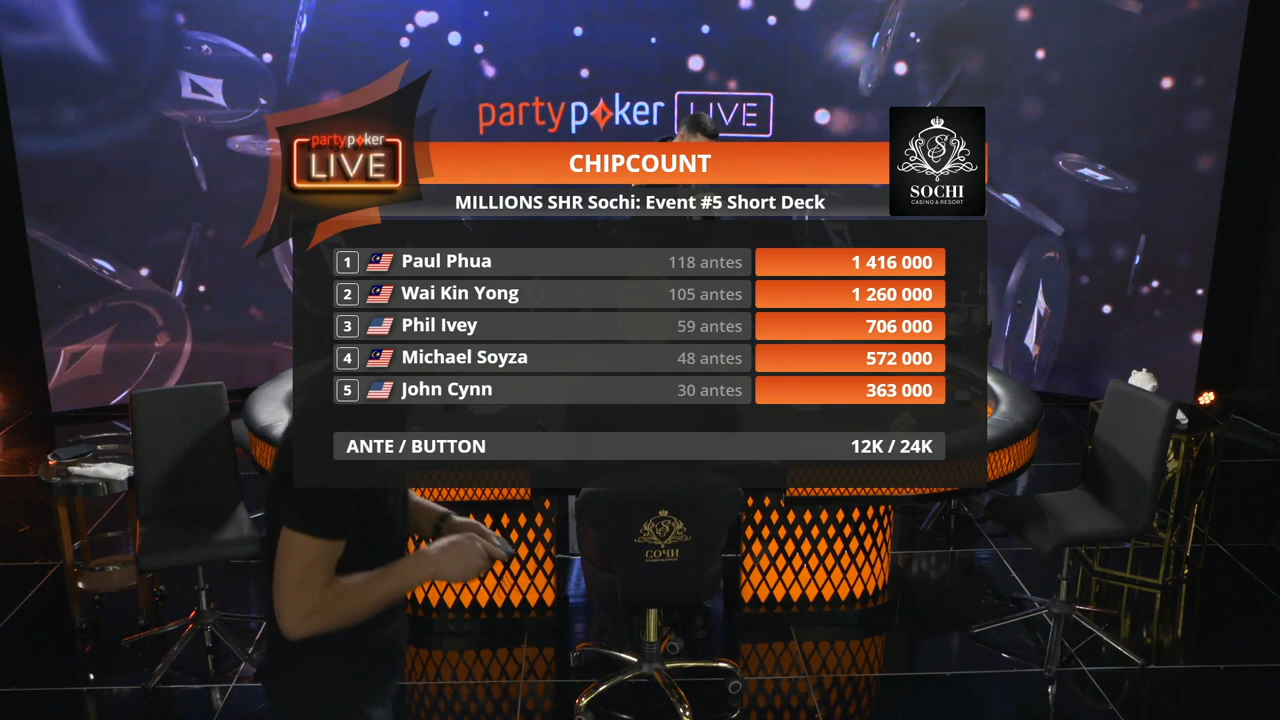 partypoker LIVE
partypoker
LIVE
CHIPCOUNT
MILLIONS SHR Sochi: Event #5 Short Deck
S
SOCHI
CASINO & RESORT
1 Paul Phua 118 antes 1 416 000
2 Wai Kin Yong 105 antes 1 260 000
3 Phil Ivey 59 antes 706 000
4 Michael Soyza 48 antes 572 000
5 John Cynn 30 antes 363 000
ANTE / BUTTON 12K / 24K
S
СОЧИ